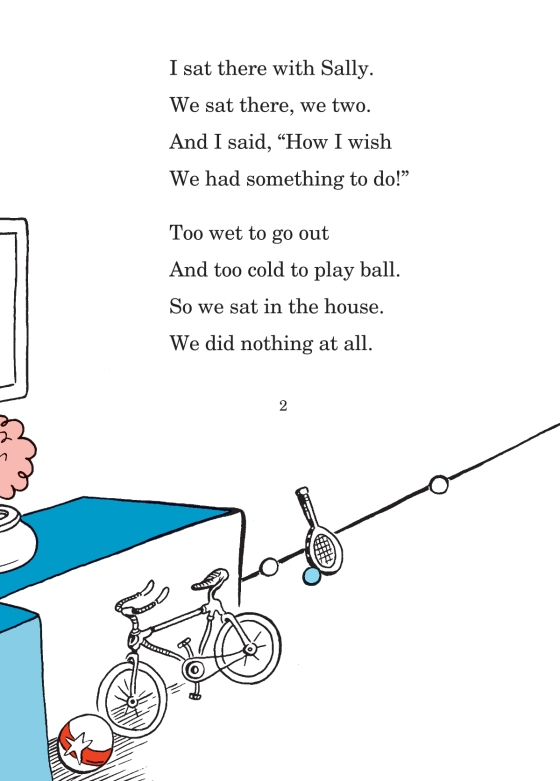 I sat there with Sally.
We sat there, we two.
And I said, “How I wish
We had something to do!”
Too wet to go out
And too cold to play ball.
So we sat in the house.
We did nothing at all.
2